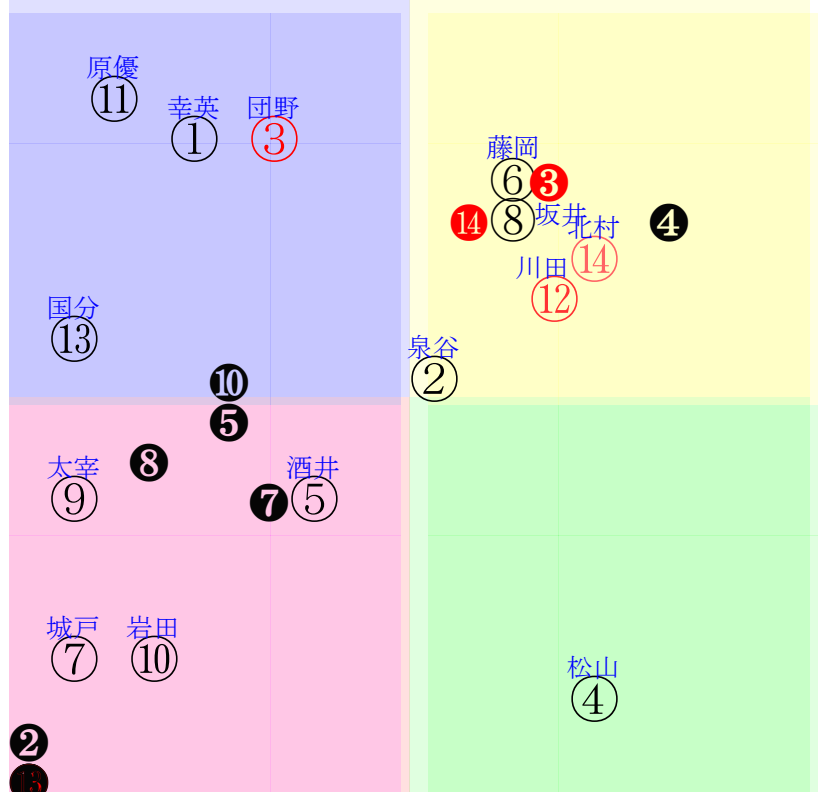 原優
⑪
幸英
①
団野
③
藤岡
⑥
❸
⓮
⑧
坂井
❹
北村
⑭
川田
⑫
国分
⑬
泉谷
②
❿
❺
❽
太宰
⑨
酒井
⑤
❼
城戸
⑦
岩田
⑩
松山
④
❷